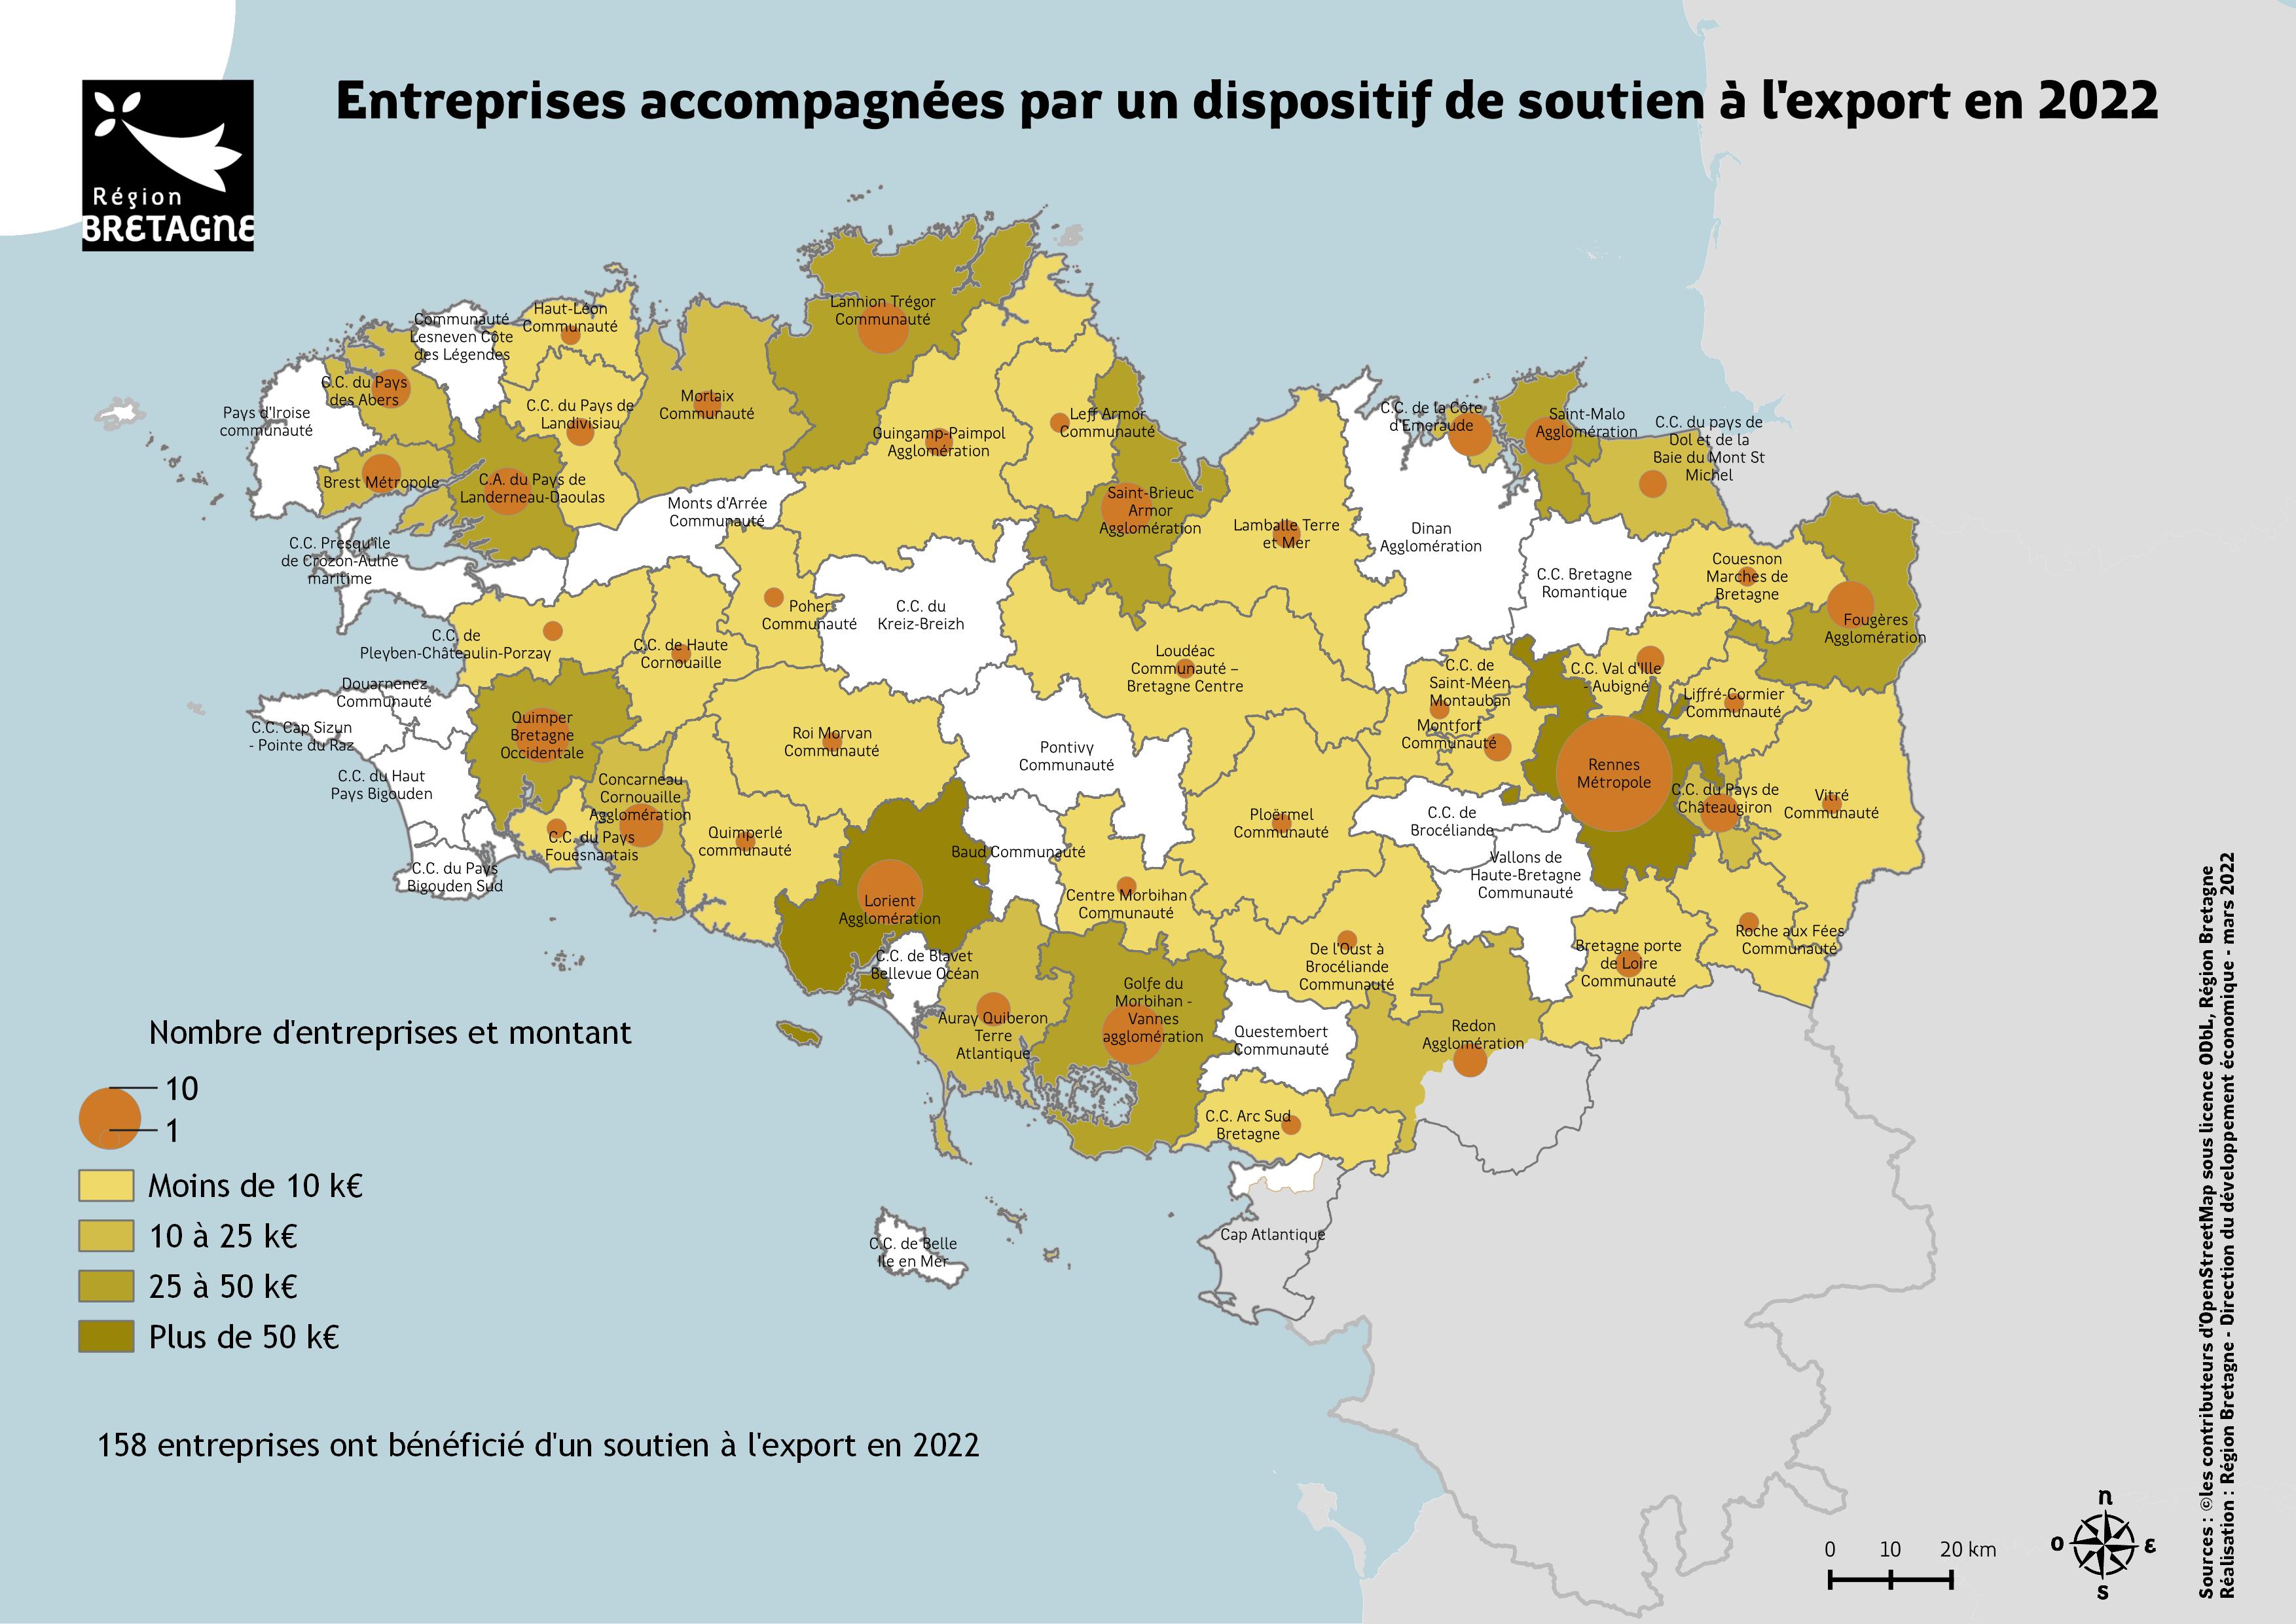 Entreprises accompagnées par un dispositif de soutien à l'export en 2022
Région
BRETAGNE
Lannion Trégor
Communauté
Haut-Léon
Communauté
Communauté
Lesneven Côte
des Légendes
C.C. du Pays
des Abers
Pays d'Iroise
communauté
C.C. du Pays de
Landivisiau
Morlaix
Communauté
Guingamp-Paimpol
Agglomération
Leff Armor
Communauté
C.C. de la Côte
d'Emeraude
Saint-Malo
Agglomération
C.C. du pays de
Dol et de la
Baie du Mont St
Michel
Brest Métropole
C.A. du Pays de
Landerneau-Daoulas
Monts d'Arrée
Communauté
Saint-Brieuc
Armor
Agglomération
Lamballe Terre
et Mer
Dinan
Agglomération
C.C. Presqu'île
de Crozon-Aulne
maritime
C.C. Bretagne
Romantique
Couesnon
Marches de
Bretagne
Fougères
Agglomération
Poher
Communauté
C.C. du
Kreiz-Breizh
C.C. de
Pleyben-Châteaulin-Porzay
C.C. de Haute
Cornouaille
Loudéac
Communauté –
Bretagne Centre
C.C. de
Saint-Méen
Montauban
C.C. Val d'Ille
- Aubigné
Liffré-Cormier
Communauté
Douarnenez
Communauté
C.C. Cap Sizun
- Pointe du Raz
Quimper
Bretagne
Occidentale
Roi Morvan
Communauté
Pontivy
Communauté
Montfort
Communauté
Rennes
Métropole
C.C. du Haut
Pays Bigouden
Concarneau
Cornouaille
Agglomération
C.C. du Pays de
Châteaugiron
Vitré
Communauté
C.C. du Pays
Fouesnantais
Quimperlé
communauté
Ploërmel
Communauté
C.C. de
Brocéliande
C.C. du Pays
Bigouden Sud
Baud Communauté
Vallons de
Haute-Bretagne
Communauté
Lorient
Agglomération
Centre Morbihan
Communauté
Roche aux Fées
Communauté
C.C. de Blavet
Bellevue Océan
De l'Oust à
Brocéliande
Communauté
Bretagne porte
de Loire
Communauté
Auray Quiberon
Terre
Atlantique
Golfe du
Morbihan -
Vannes
agglomération
Questembert
Communauté
Redon
Agglomération
C.C. Arc Sud
Bretagne
C.C. de Belle
Ile en Mer
Cap Atlantique
Nombre d'entreprises et montant
10
1
Moins de 10 k€
10 à 25 k€
25 à 50 k€
Plus de 50 k€
158 entreprises ont bénéficié d'un soutien à l'export en 2022
0 10 20 km
n
o
ε
s
Sources : ©les contributeurs d'OpenStreetMap sous licence ODbL, Région Bretagne
Réalisation : Région Bretagne - Direction du développement économique - mars 2022